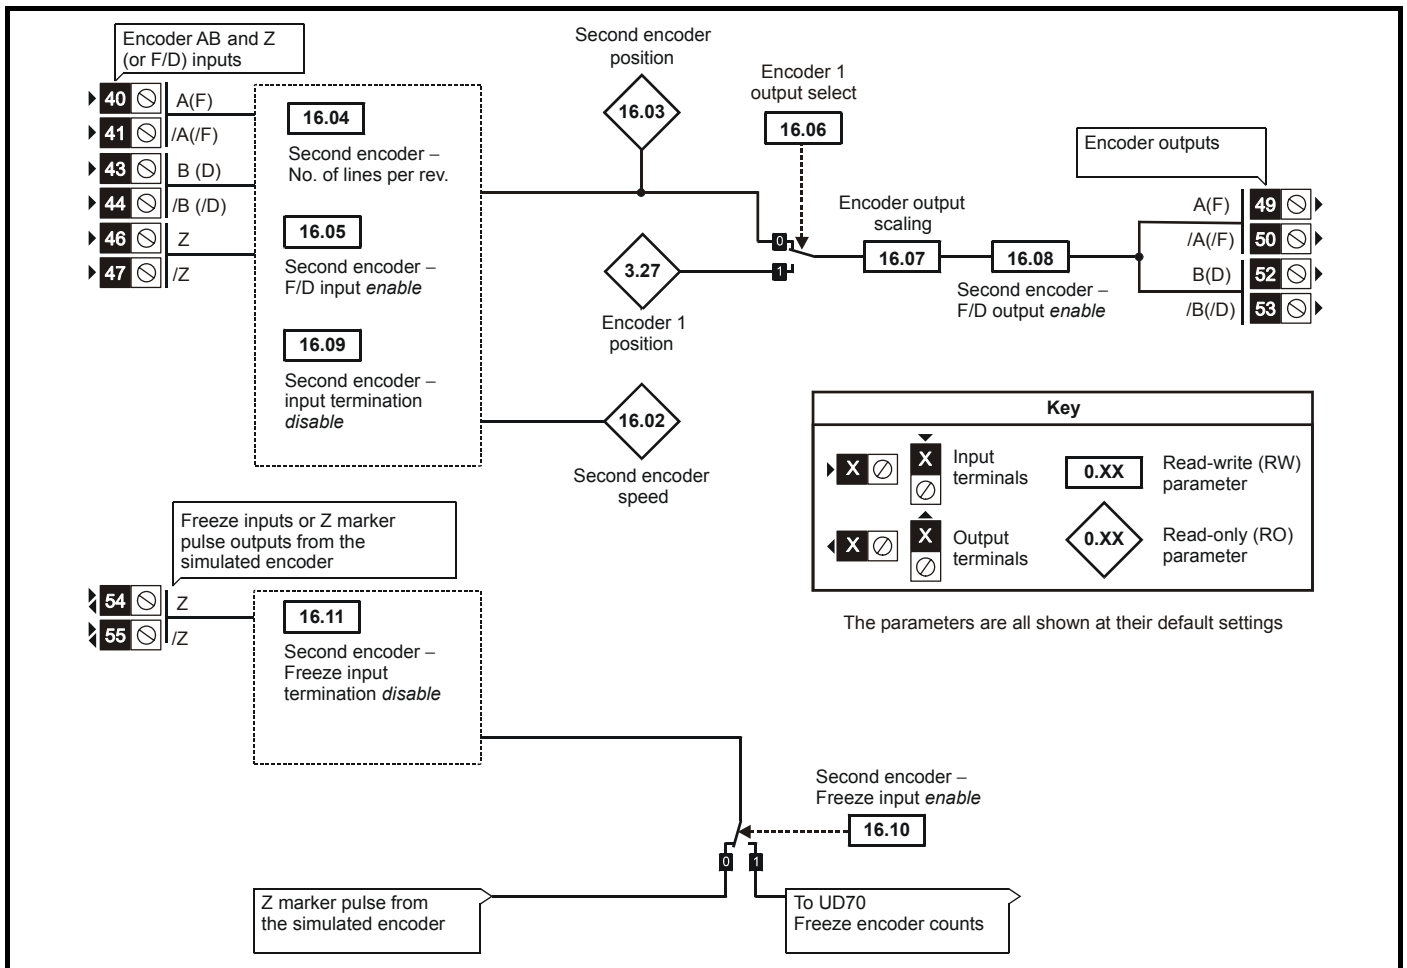 Encoder AB and Z
(or F/D) inputs
40
A(F)
41
/A(/F)
43
B (D)
44
/B (/D)
46
Z
47
/Z
16.04
Second encoder –
No. of lines per rev.
16.05
Second encoder –
F/D input enable
16.09
Second encoder –
input termination
disable
Second encoder
position
16.03
3.27
Encoder 1
position
16.02
Second encoder
speed
Encoder 1
output select
16.06
0
1
Encoder output
scaling
16.07
16.08
Second encoder –
F/D output enable
Encoder outputs
A(F)
49
/A(/F)
50
B(D)
52
/B(/D)
53
Key
X
X
Input
terminals
0.XX
Read-write (RW)
parameter
X
X
Output
terminals
0.XX
Read-only (RO)
parameter
The parameters are all shown at their default settings
Freeze inputs or Z marker
pulse outputs from the
simulated encoder
54
Z
55
/Z
16.11
Second encoder –
Freeze input
termination disable
Second encoder –
Freeze input enable
16.10
0
1
Z marker pulse from
the simulated encoder
To UD70
Freeze encoder counts